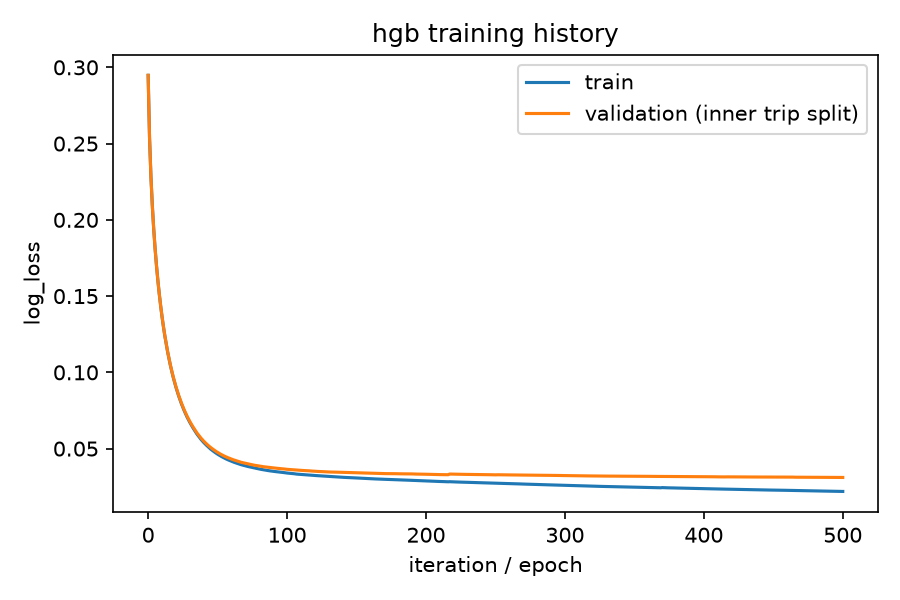 hgb training history
train
validation (inner trip split)
log_loss
0.30
0.25
0.20
0.15
0.10
0.05
0
100
200
300
400
500
iteration / epoch